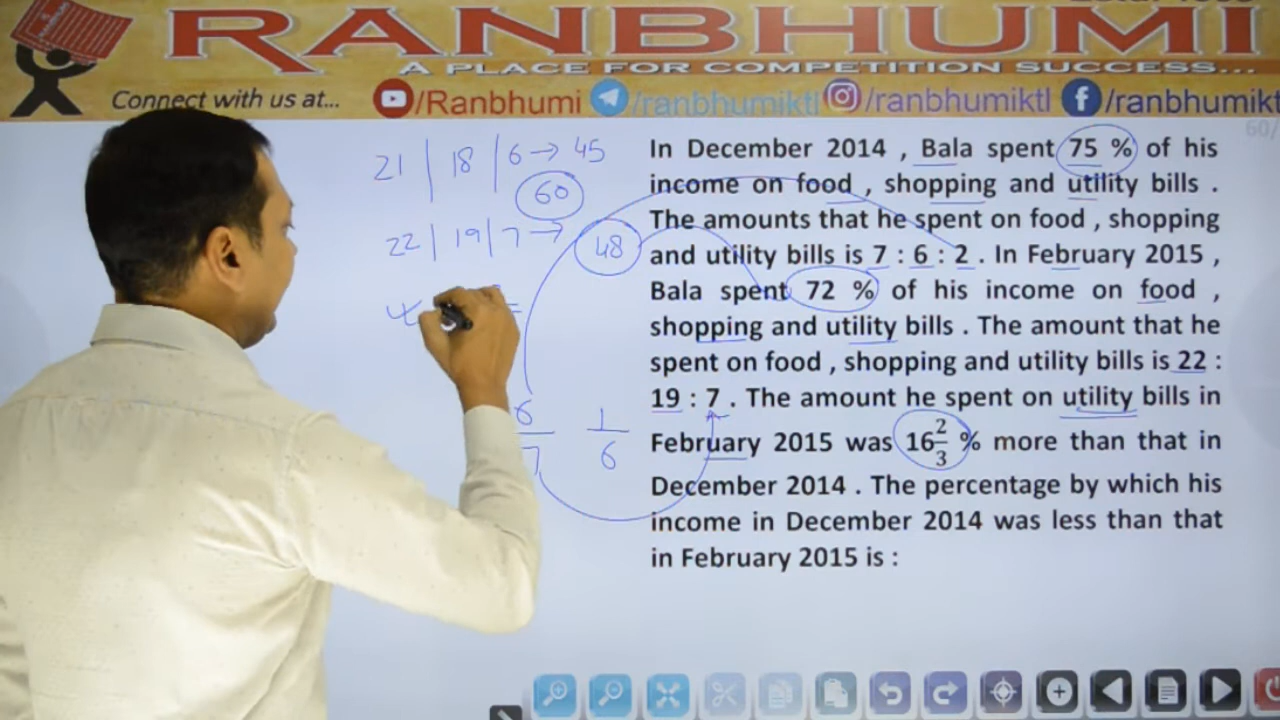 RANBHUMI
A PLACE FOR COMPETITION SUCCESS...
Connect with us at... /Ranbhumi /ranbhumiktl /ranbhumiktl /ranbhumikt
60/
21 | 18 | 6 → 45
60
22 | 19 | 7 → 48
6/7 1/6
In December 2014 , Bala spent 75 % of his
income on food , shopping and utility bills .
The amounts that he spent on food , shopping
and utility bills is 7 : 6 : 2 . In February 2015 ,
Bala spent 72 % of his income on food ,
shopping and utility bills . The amount that he
spent on food , shopping and utility bills is 22 :
19 : 7 . The amount he spent on utility bills in
February 2015 was 16 2/3 % more than that in
December 2014 . The percentage by which his
income in December 2014 was less than that
in February 2015 is :